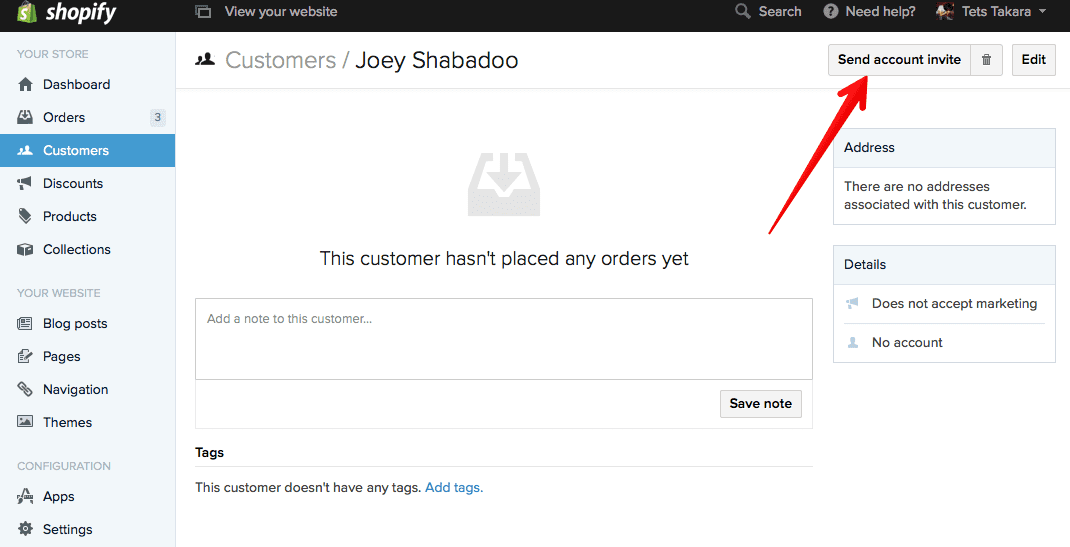 shopify
View your website
Search
Need help?
Tets Takara
YOUR STORE
Dashboard
Orders
3
Customers
Discounts
Products
Collections
YOUR WEBSITE
Blog posts
Pages
Navigation
Themes
CONFIGURATION
Apps
Settings
Customers / Joey Shabadoo
Send account invite
Edit
This customer hasn't placed any orders yet
Add a note to this customer...
Save note
Tags
This customer doesn't have any tags. Add tags.
Address
There are no addresses
associated with this customer.
Details
Does not accept marketing
No account